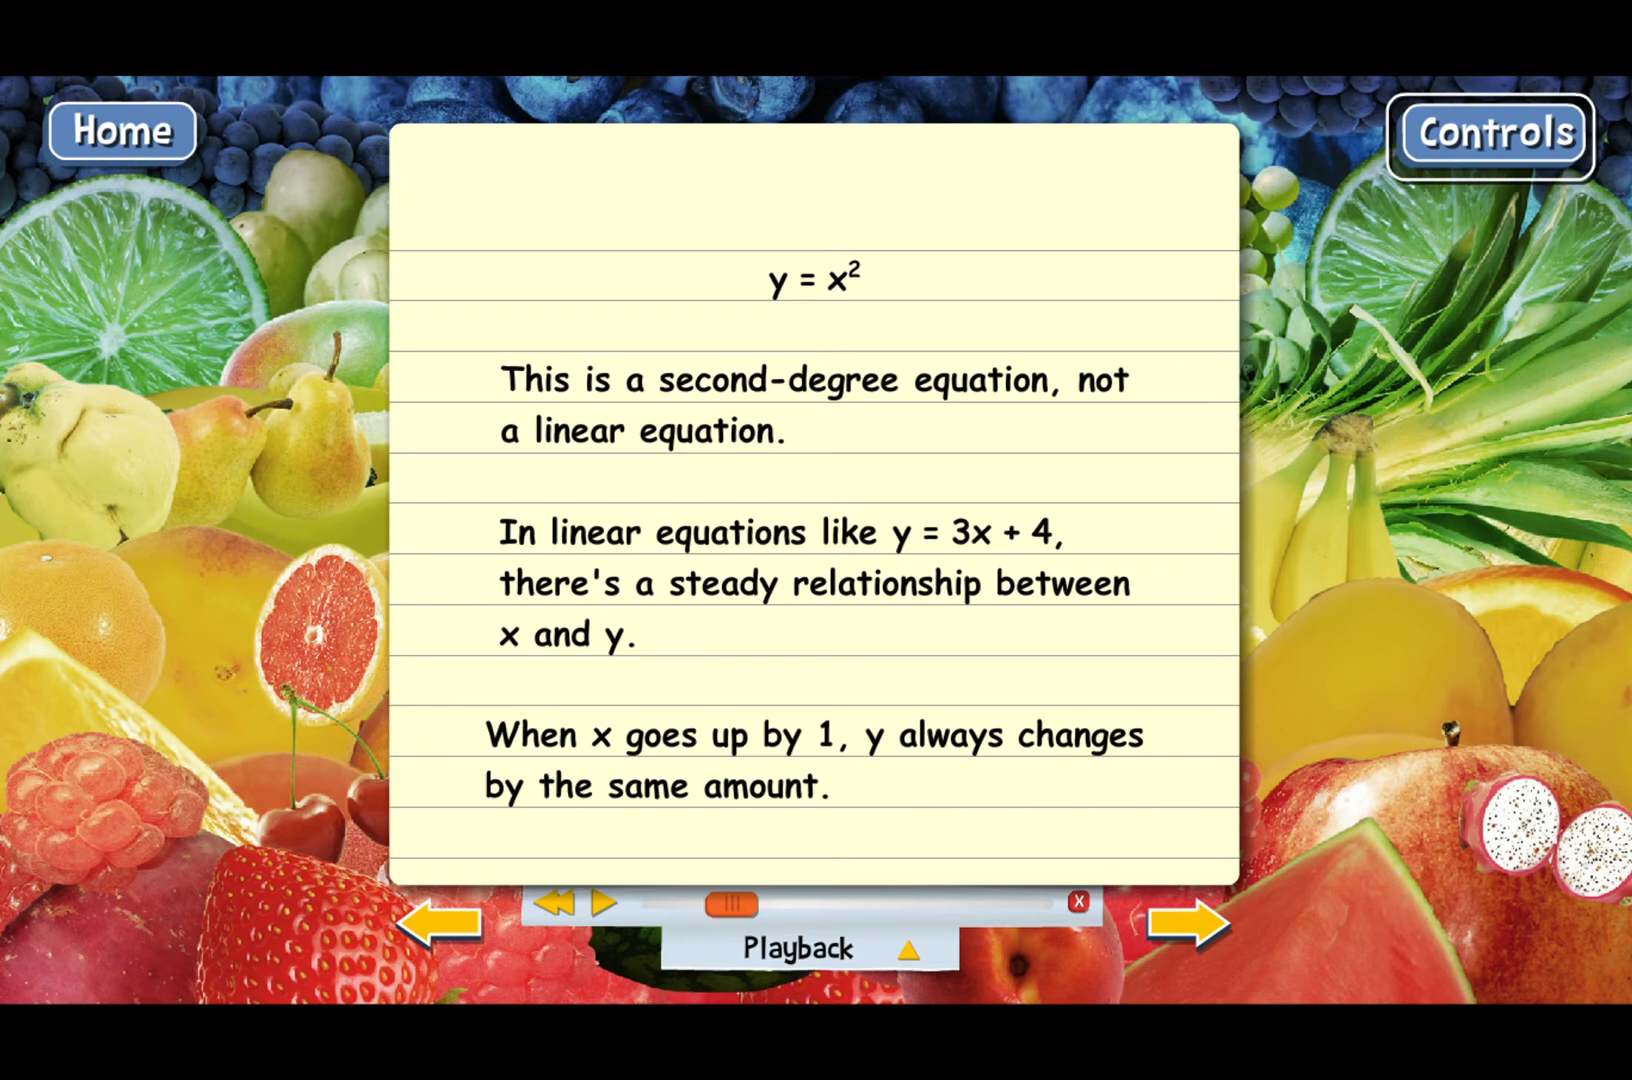 Home
Controls
y = x²
This is a second-degree equation, not
a linear equation.
In linear equations like y = 3x + 4,
there's a steady relationship between
x and y.
When x goes up by 1, y always changes
by the same amount.
X
Playback